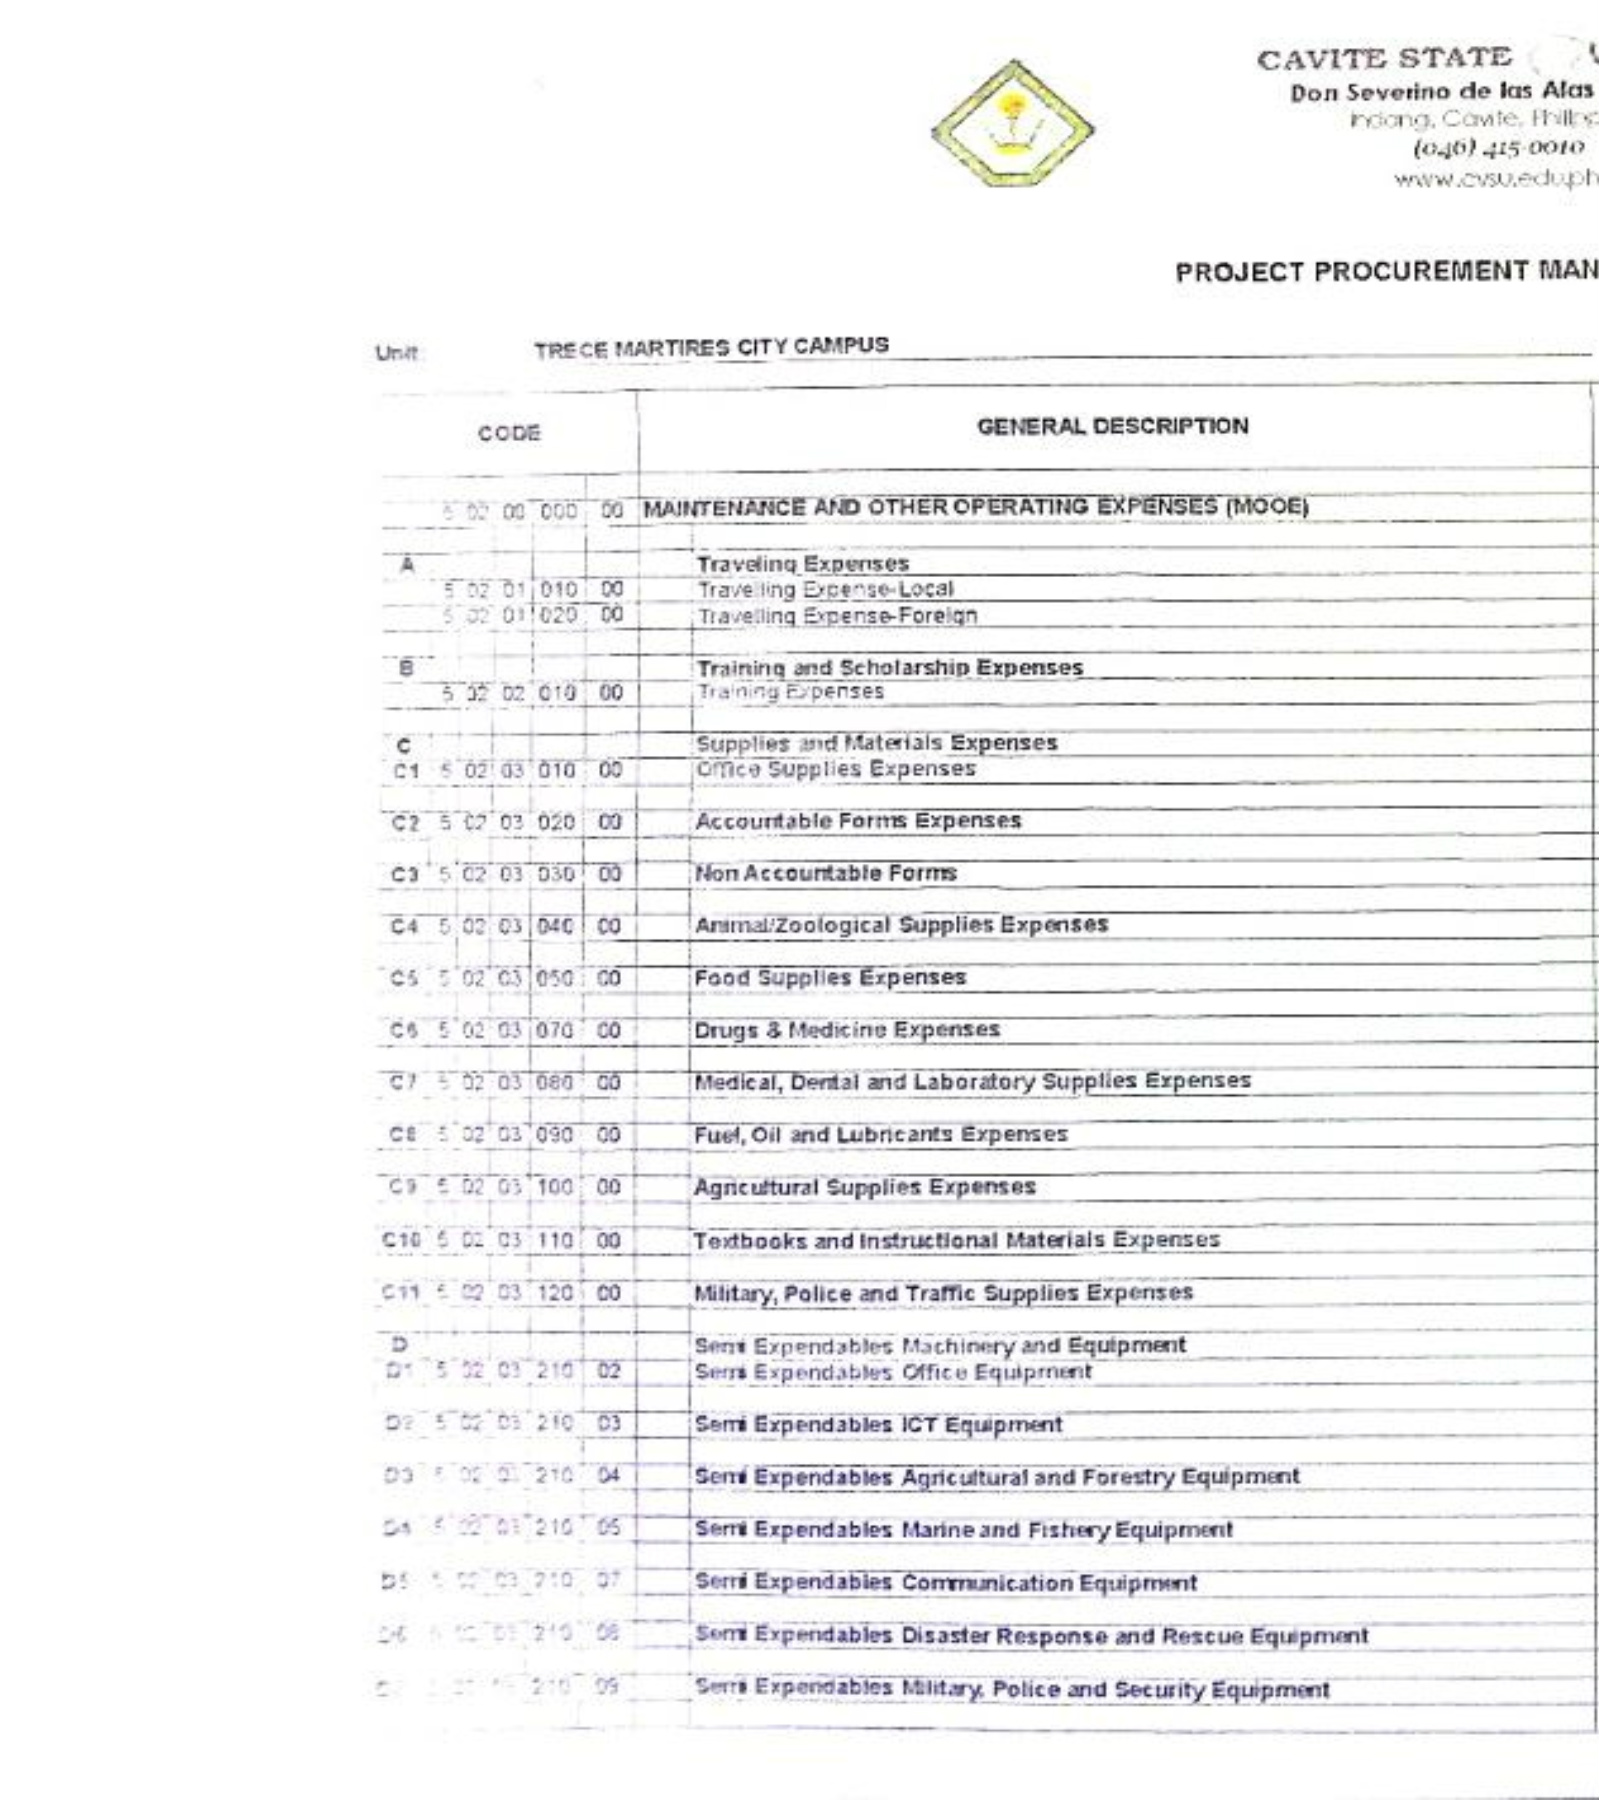 CAVITE STATE
Don Severino de las Alas
Indang, Cavite, Philipp
(046) 415-0010
www.cvsu.edu.ph
PROJECT PROCUREMENT MAN
Unit: TRECE MARTIRES CITY CAMPUS
CODE GENERAL DESCRIPTION
5 02 00 000 00 MAINTENANCE AND OTHER OPERATING EXPENSES (MOOE)
A Traveling Expenses
5 02 01 010 00 Travelling Expense-Local
5 02 01 020 00 Travelling Expense-Foreign
B Training and Scholarship Expenses
5 02 02 010 00 Training Expenses
C Supplies and Materials Expenses
C1 5 02 03 010 00 Office Supplies Expenses
C2 5 02 03 020 00 Accountable Forms Expenses
C3 5 02 03 030 00 Non Accountable Forms
C4 5 02 03 040 00 Animal/Zoological Supplies Expenses
C5 5 02 03 050 00 Food Supplies Expenses
C6 5 02 03 070 00 Drugs & Medicine Expenses
C7 5 02 03 080 00 Medical, Dental and Laboratory Supplies Expenses
C8 5 02 03 090 00 Fuel, Oil and Lubricants Expenses
C9 5 02 03 100 00 Agricultural Supplies Expenses
C10 5 02 03 110 00 Textbooks and Instructional Materials Expenses
C11 5 02 03 120 00 Military, Police and Traffic Supplies Expenses
D Semi Expendables Machinery and Equipment
D1 5 02 03 210 02 Semi Expendables Office Equipment
D2 5 02 03 210 03 Semi Expendables ICT Equipment
D3 5 02 03 210 04 Semi Expendables Agricultural and Forestry Equipment
D4 5 02 03 210 05 Semi Expendables Marine and Fishery Equipment
D5 5 02 03 210 07 Semi Expendables Communication Equipment
D6 5 02 03 210 08 Semi Expendables Disaster Response and Rescue Equipment
210 09 Semi Expendables Military, Police and Security Equipment